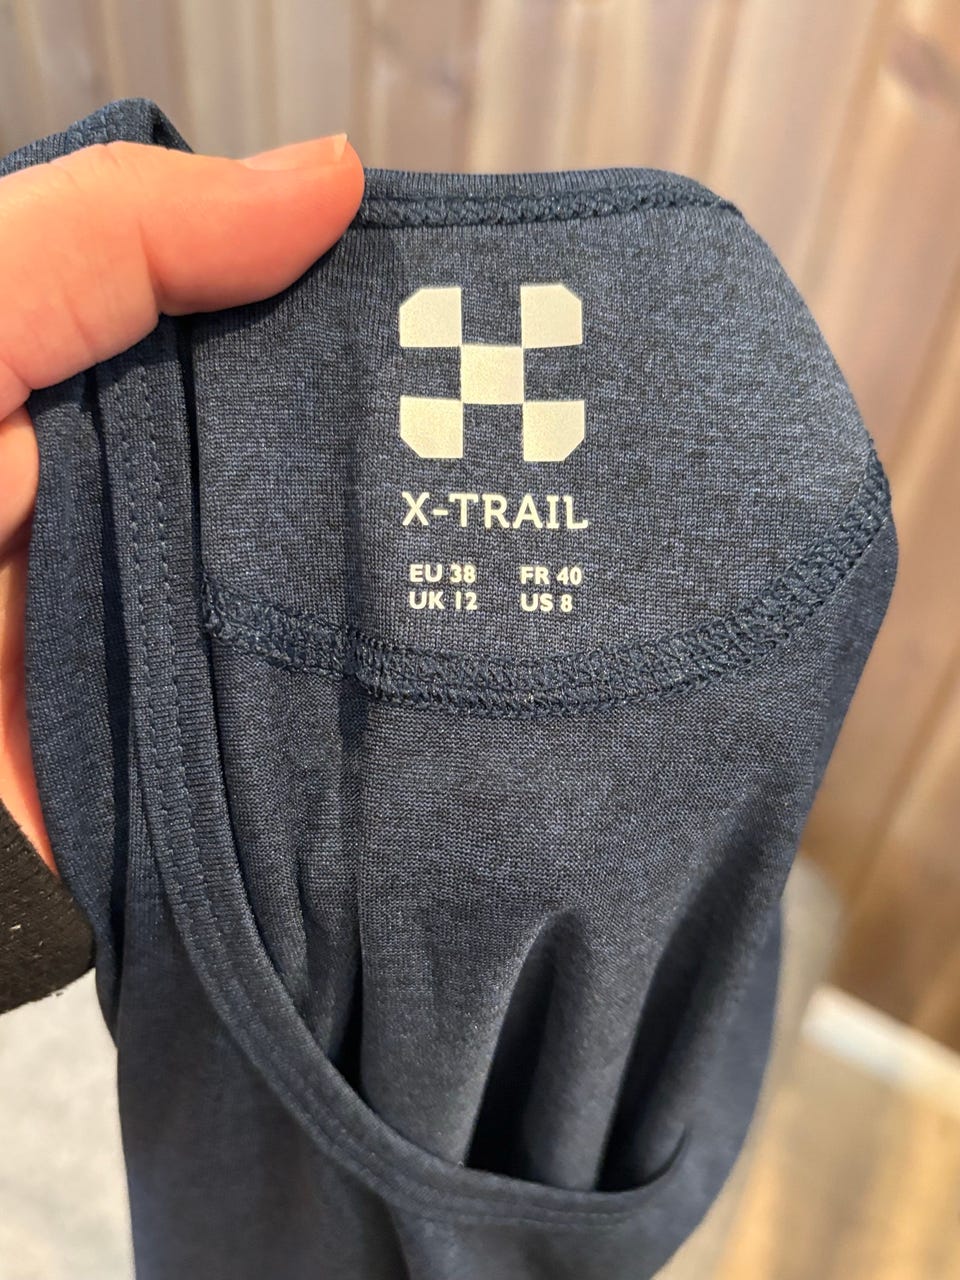 X-TRAIL
EU 38 FR 40
UK 12 US 8